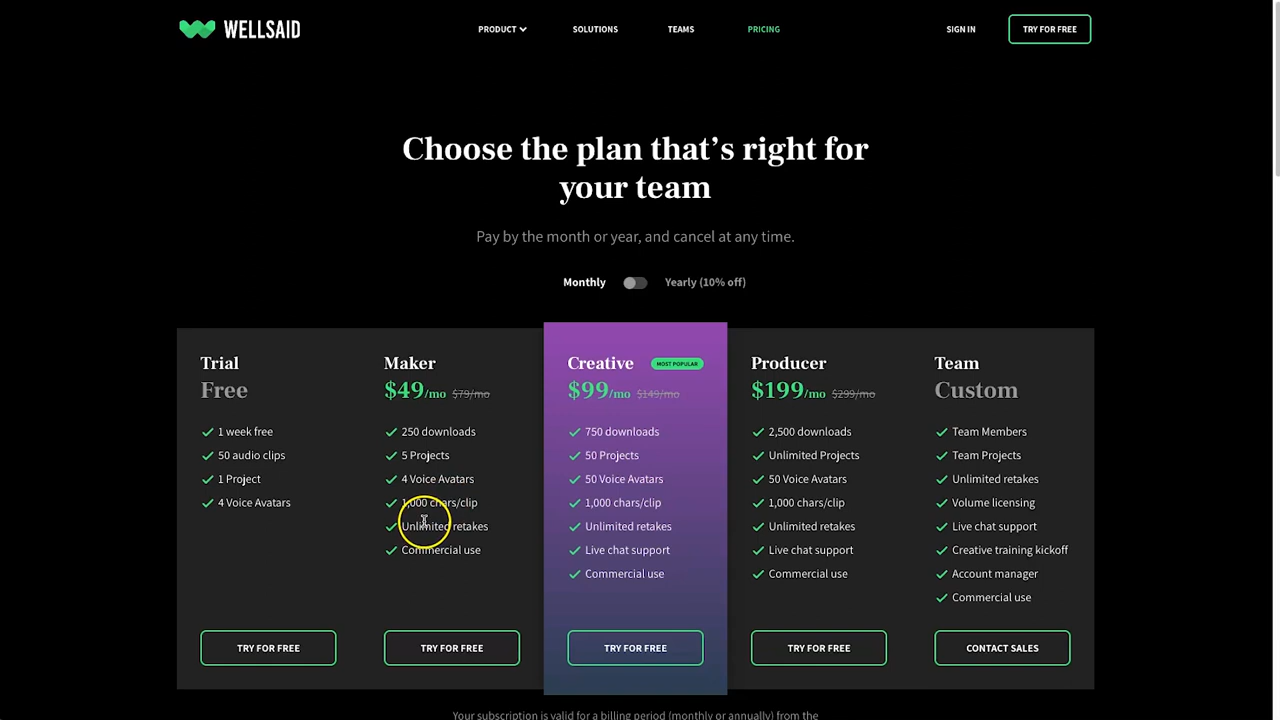 WELLSAID
PRODUCT
SOLUTIONS
TEAMS
PRICING
SIGN IN
TRY FOR FREE
Choose the plan that's right for
your team
Pay by the month or year, and cancel at any time.
Monthly
Yearly (10% off)
Trial
Free
1 week free
50 audio clips
1 Project
4 Voice Avatars
TRY FOR FREE
Maker
$49/mo $79/mo
250 downloads
5 Projects
4 Voice Avatars
1,000 chars/clip
Unlimited retakes
Commercial use
TRY FOR FREE
Creative MOST POPULAR
$99/mo $149/mo
750 downloads
50 Projects
50 Voice Avatars
1,000 chars/clip
Unlimited retakes
Live chat support
Commercial use
TRY FOR FREE
Producer
$199/mo $299/mo
2,500 downloads
Unlimited Projects
50 Voice Avatars
1,000 chars/clip
Unlimited retakes
Live chat support
Commercial use
TRY FOR FREE
Team
Custom
Team Members
Team Projects
Unlimited retakes
Volume licensing
Live chat support
Creative training kickoff
Account manager
Commercial use
CONTACT SALES
Your subscription is valid for a billing period (monthly or annually) from the